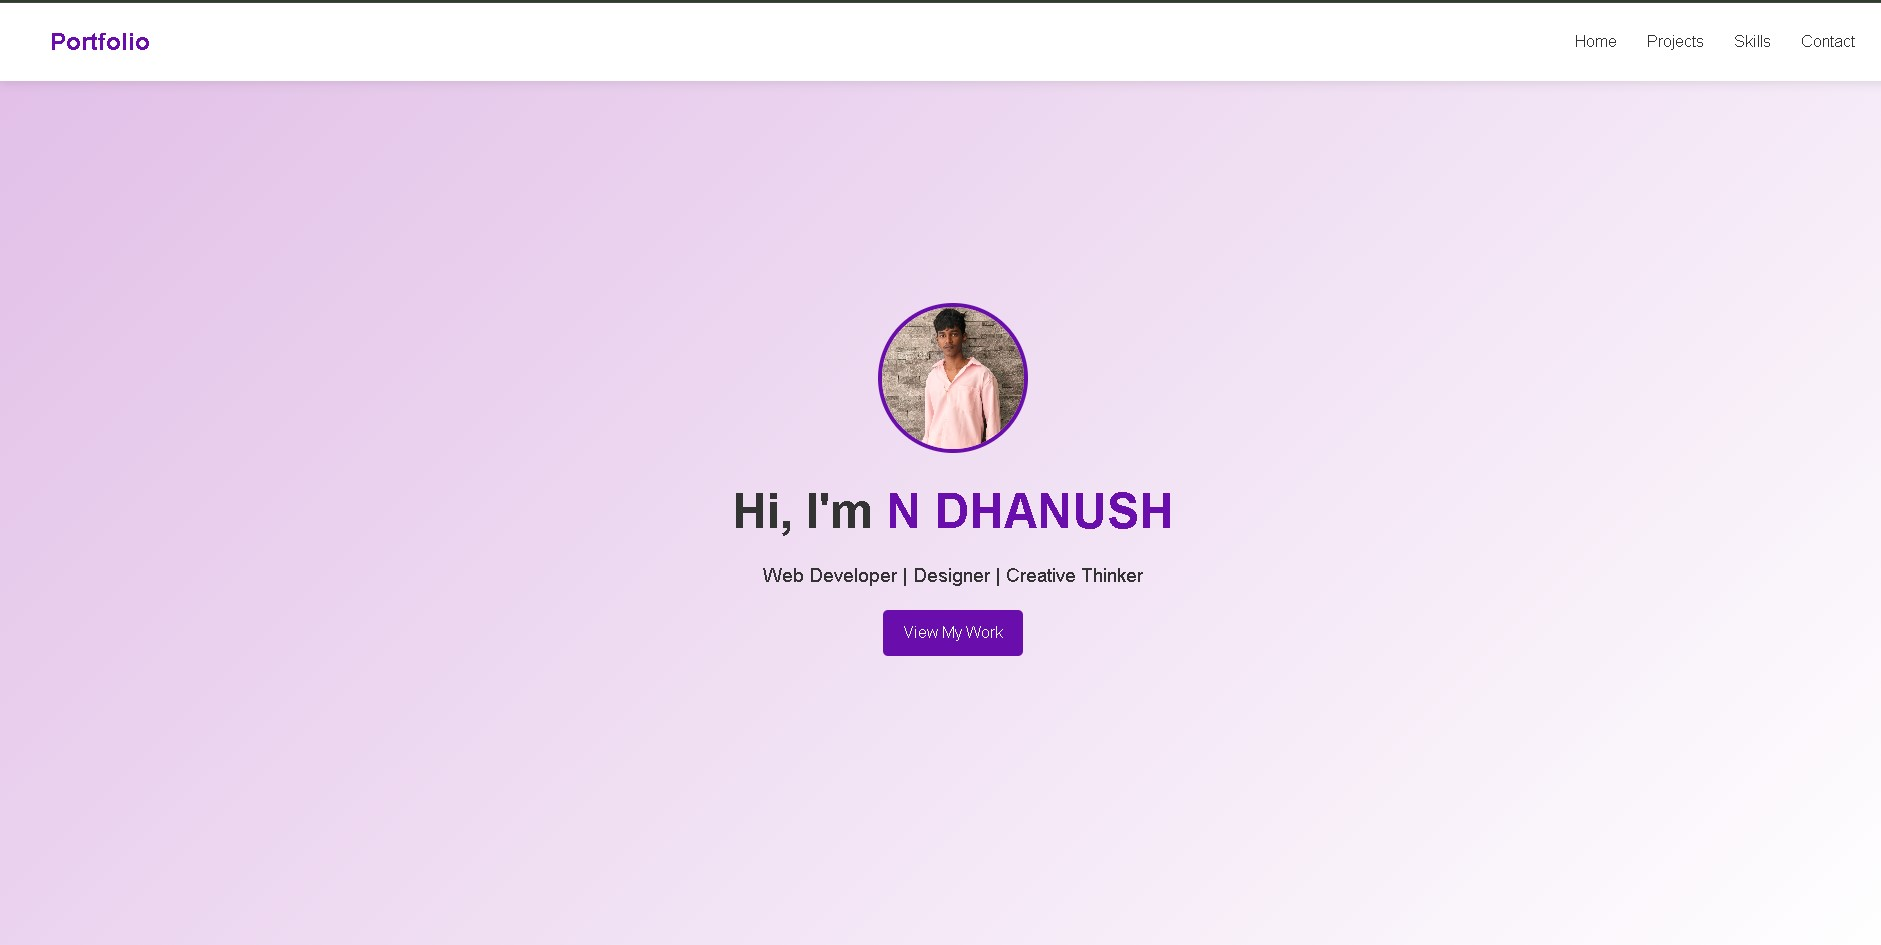 Portfolio
Home Projects Skills Contact
Hi, I'm N DHANUSH
Web Developer | Designer | Creative Thinker
View My Work